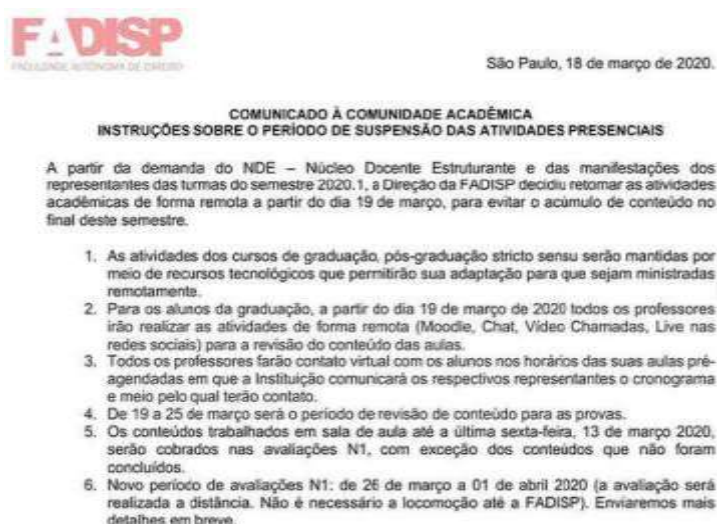 FADISP
FACULDADE AUTÔNOMA DE DIREITO
São Paulo, 18 de março de 2020.
COMUNICADO À COMUNIDADE ACADÊMICA
INSTRUÇÕES SOBRE O PERÍODO DE SUSPENSÃO DAS ATIVIDADES PRESENCIAIS
A partir da demanda do NDE – Núcleo Docente Estruturante e das manifestações dos
representantes das turmas do semestre 2020.1, a Direção da FADISP decidiu retomar as atividades
acadêmicas de forma remota a partir do dia 19 de março, para evitar o acúmulo de conteúdo no
final deste semestre.
1. As atividades dos cursos de graduação, pós-graduação stricto sensu serão mantidas por
meio de recursos tecnológicos que permitirão sua adaptação para que sejam ministradas
remotamente.
2. Para os alunos da graduação, a partir do dia 19 de março de 2020 todos os professores
irão realizar as atividades de forma remota (Moodle, Chat, Vídeo Chamadas, Live nas
redes sociais) para a revisão do conteúdo das aulas.
3. Todos os professores farão contato virtual com os alunos nos horários das suas aulas pré-
agendadas em que a Instituição comunicará os respectivos representantes o cronograma
e meio pelo qual terão contato.
4. De 19 a 25 de março será o período de revisão de conteúdo para as provas.
5. Os conteúdos trabalhados em sala de aula até a última sexta-feira, 13 de março 2020,
serão cobrados nas avaliações N1, com exceção dos conteúdos que não foram
concluídos.
6. Novo período de avaliações N1: de 26 de março a 01 de abril 2020 (a avaliação será
realizada a distância. Não é necessário a locomoção até a FADISP). Enviaremos mais
detalhes em breve.